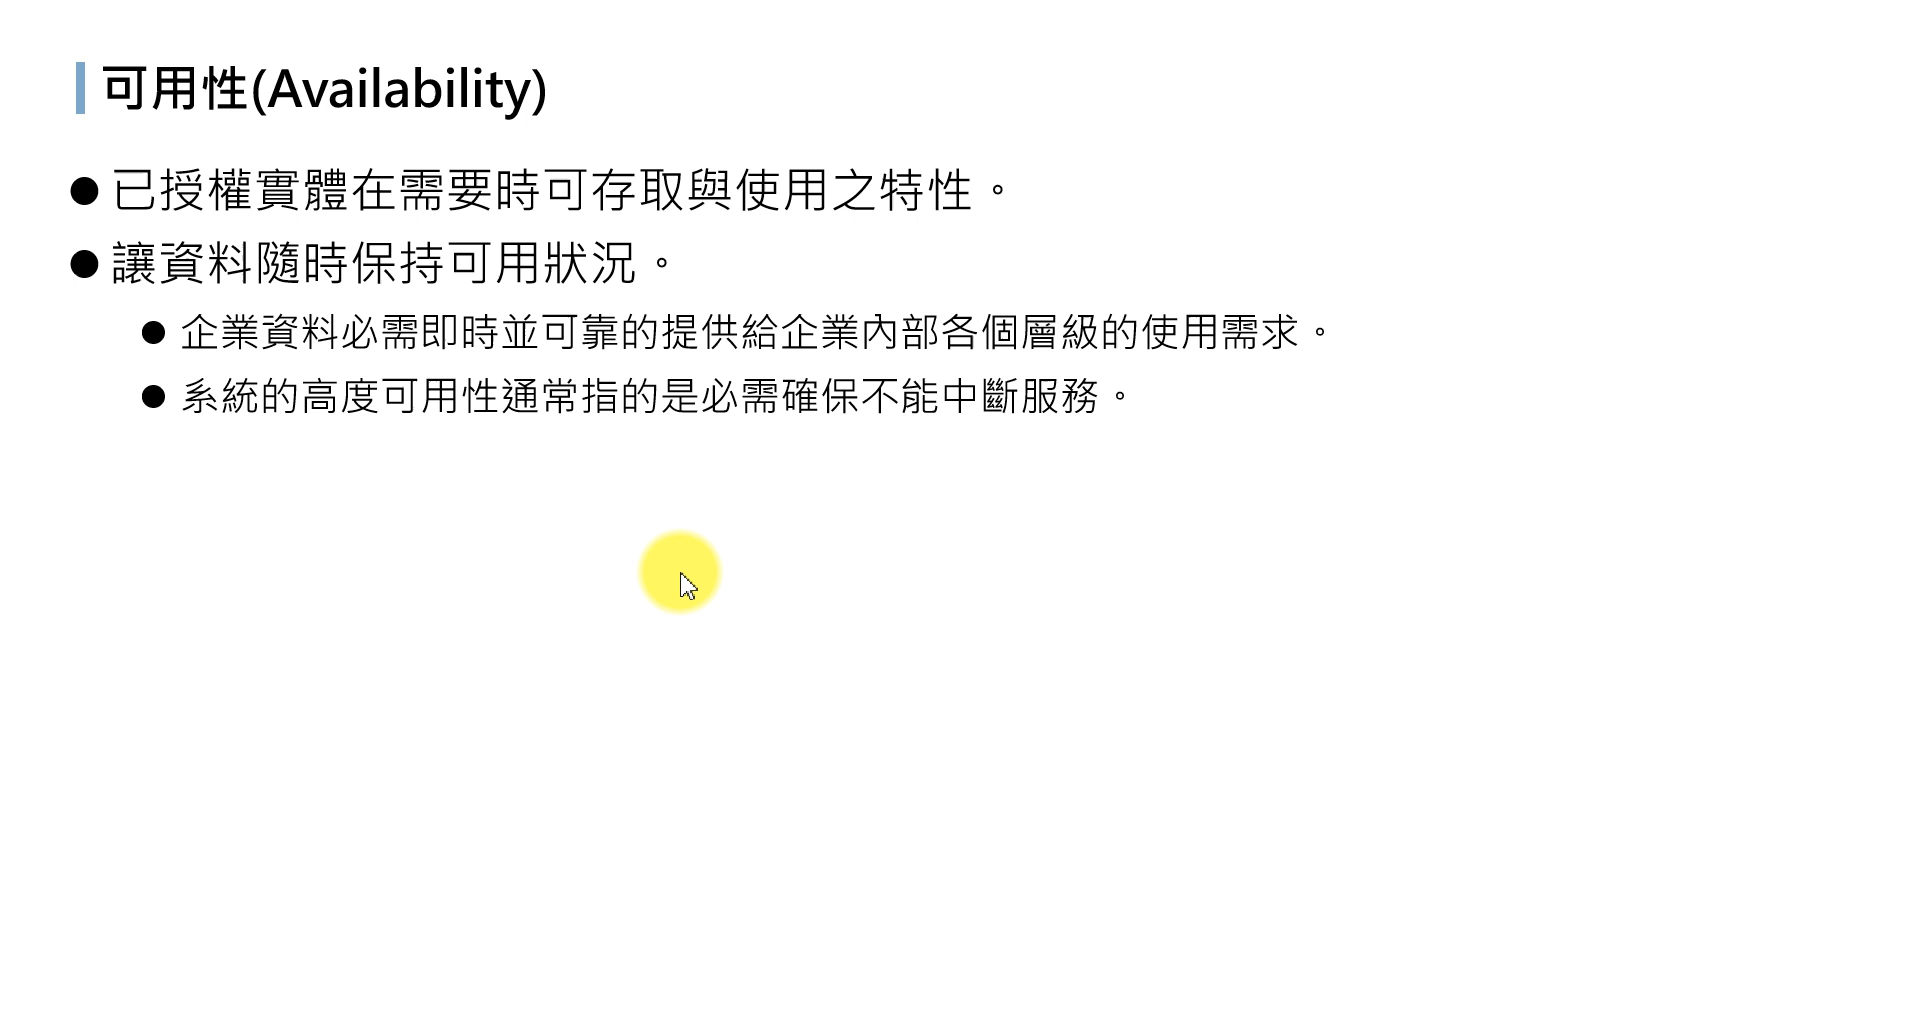 可用性(Availability)
● 已授權實體在需要時可存取與使用之特性。
● 讓資料隨時保持可用狀況。
● 企業資料必需即時並可靠的提供給企業內部各個層級的使用需求。
● 系統的高度可用性通常指的是必需確保不能中斷服務。